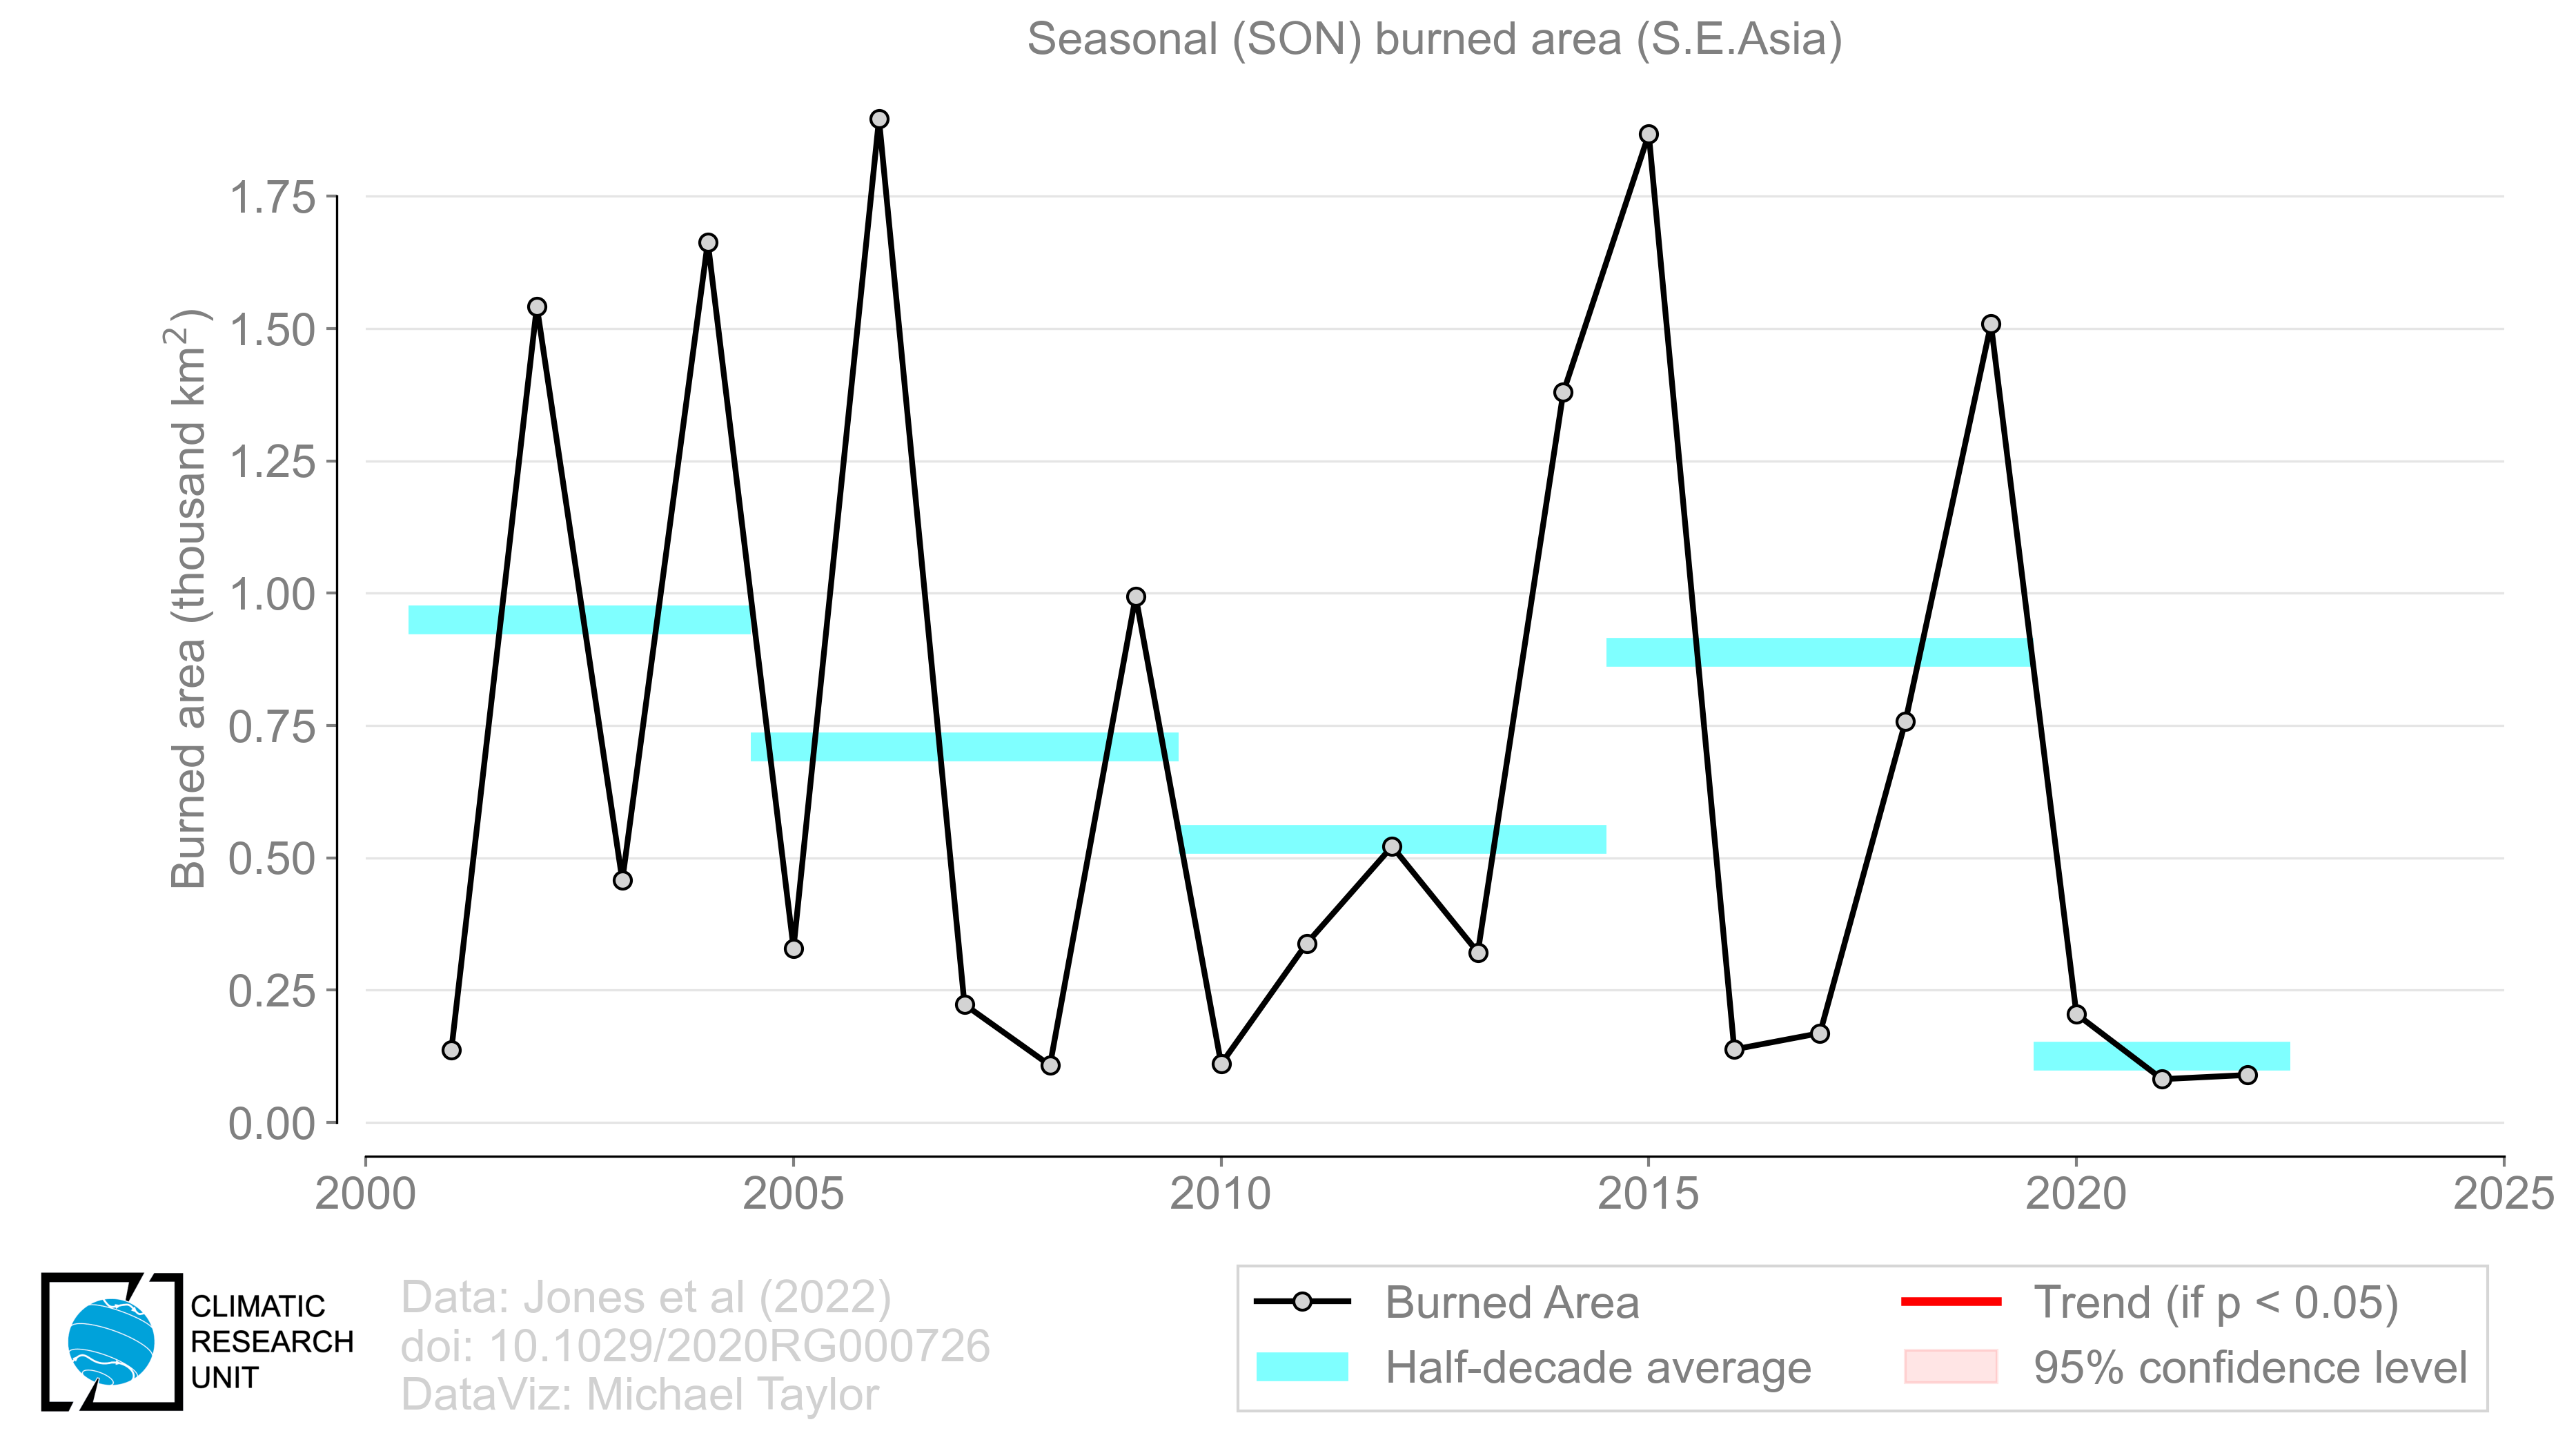 Seasonal (SON) burned area (S.E.Asia)
Burned area (thousand km²)
1.75
1.50
1.25
1.00
0.75
0.50
0.25
0.00
2000 2005 2010 2015 2020 2025
CLIMATIC
RESEARCH
UNIT
Data: Jones et al (2022)
doi: 10.1029/2020RG000726
DataViz: Michael Taylor
Burned Area
Half-decade average
Trend (if p < 0.05)
95% confidence level